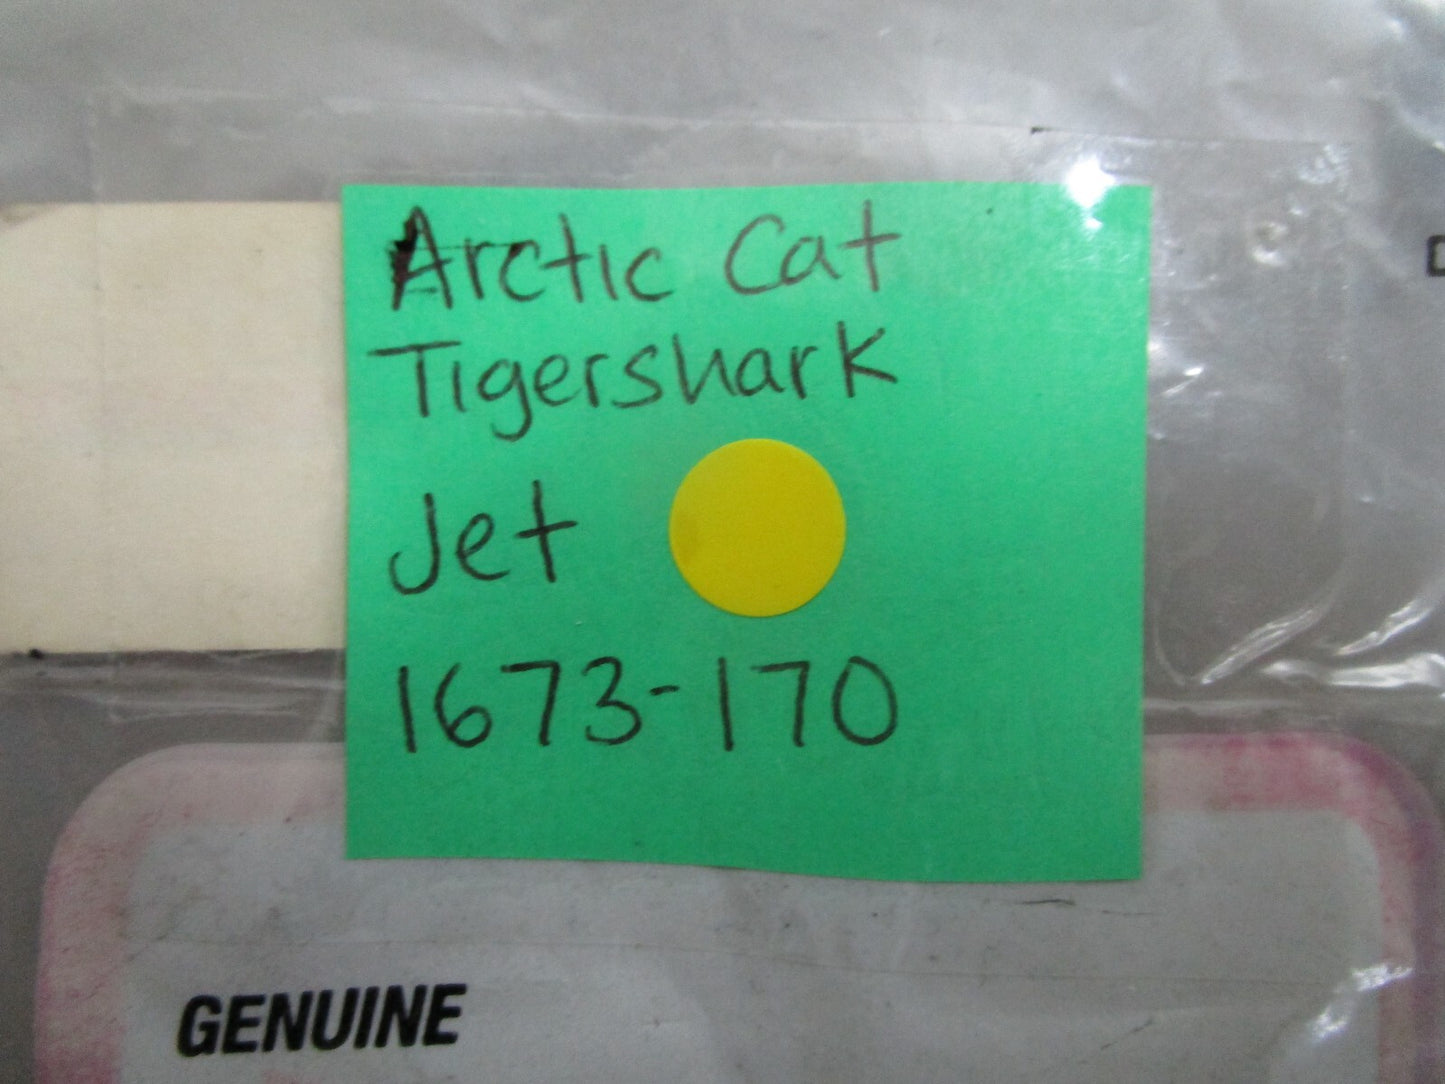 Arctic Cat
Tigershark
Jet
1673-170
GENUINE